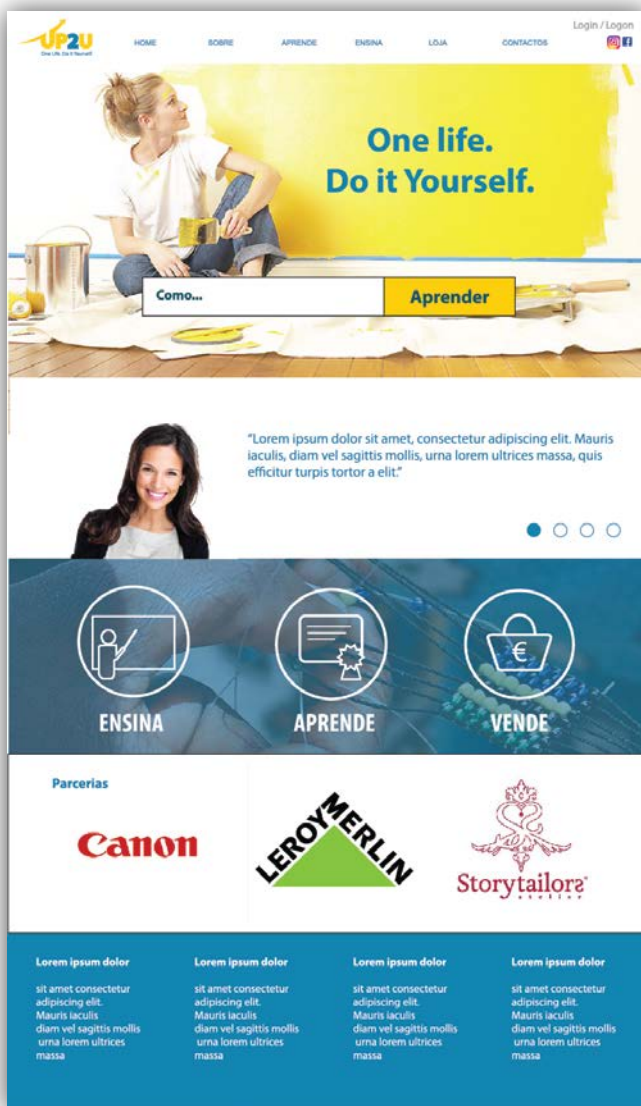 Login / Logon
UP2U
One Life. Do it Yourself
HOME SOBRE APRENDE ENSINA LOJA CONTACTOS
One life.
Do it Yourself.
Como... Aprender
“Lorem ipsum dolor sit amet, consectetur adipiscing elit. Mauris
iaculis, diam vel sagittis mollis, urna lorem ultrices massa, quis
efficitur turpis tortor a elit.”
€
ENSINA APRENDE VENDE
Parcerias
Canon
LEROY MERLIN
Storytailors
atelier
Lorem ipsum dolor
sit amet consectetur
adipiscing elit.
Mauris iaculis
diam vel sagittis mollis
urna lorem ultrices
massa
Lorem ipsum dolor
sit amet consectetur
adipiscing elit.
Mauris iaculis
diam vel sagittis mollis
urna lorem ultrices
massa
Lorem ipsum dolor
sit amet consectetur
adipiscing elit.
Mauris iaculis
diam vel sagittis mollis
urna lorem ultrices
massa
Lorem ipsum dolor
sit amet consectetur
adipiscing elit.
Mauris iaculis
diam vel sagittis mollis
urna lorem ultrices
massa